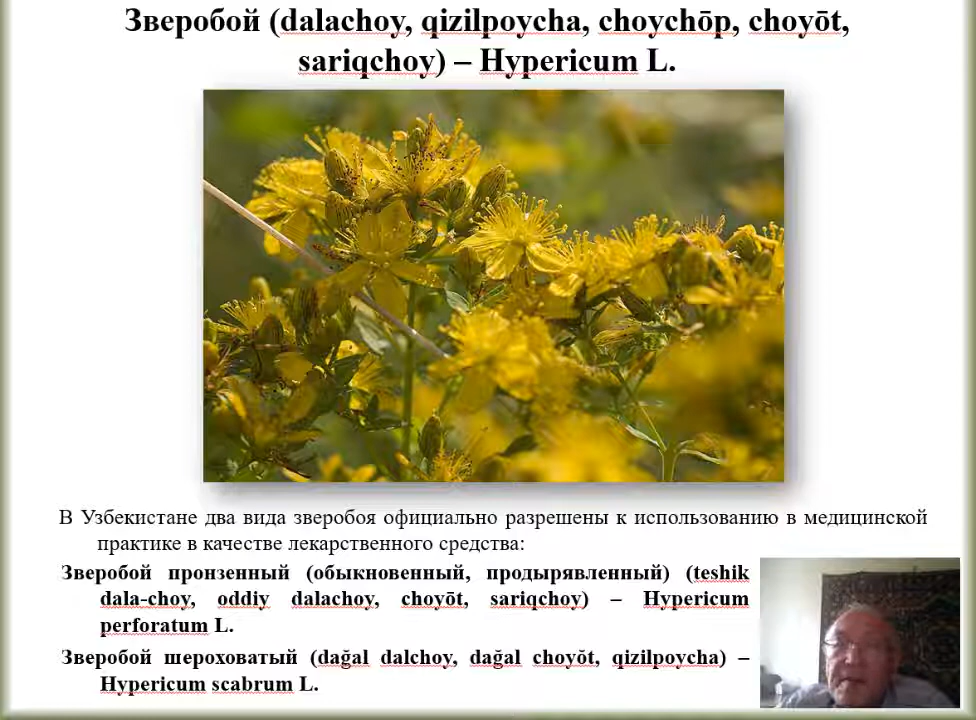 Зверобой (dalachoy, qizilpoycha, choychōp, choyōt,
sariqchoy) – Hypericum L.
В Узбекистане два вида зверобоя официально разрешены к использованию в медицинской
практике в качестве лекарственного средства:
Зверобой пронзенный (обыкновенный, продырявленный) (teshik
dala-choy, oddiy dalachoy, choyōt, sariqchoy) – Hypericum
perforatum L.
Зверобой шероховатый (dağal dalchoy, dağal choyŏt, qizilpoycha) –
Hypericum scabrum L.